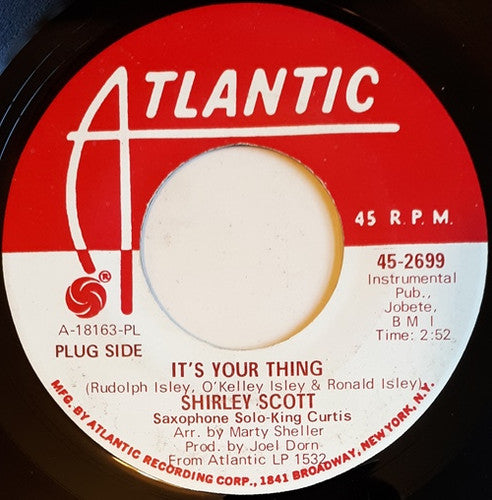 ATLANTIC
45 R.P.M.
®
45-2699
Instrumental
Pub.,
Jobete,
B M I
Time: 2:52
A-18163-PL
PLUG SIDE
IT'S YOUR THING
(Rudolph Isley, O'Kelley Isley & Ronald Isley)
SHIRLEY SCOTT
Saxophone Solo-King Curtis
Arr. by Marty Sheller
Prod. by Joel Dorn
From Atlantic LP 1532
MFG. BY ATLANTIC RECORDING CORP., 1841 BROADWAY, NEW YORK, N.Y.